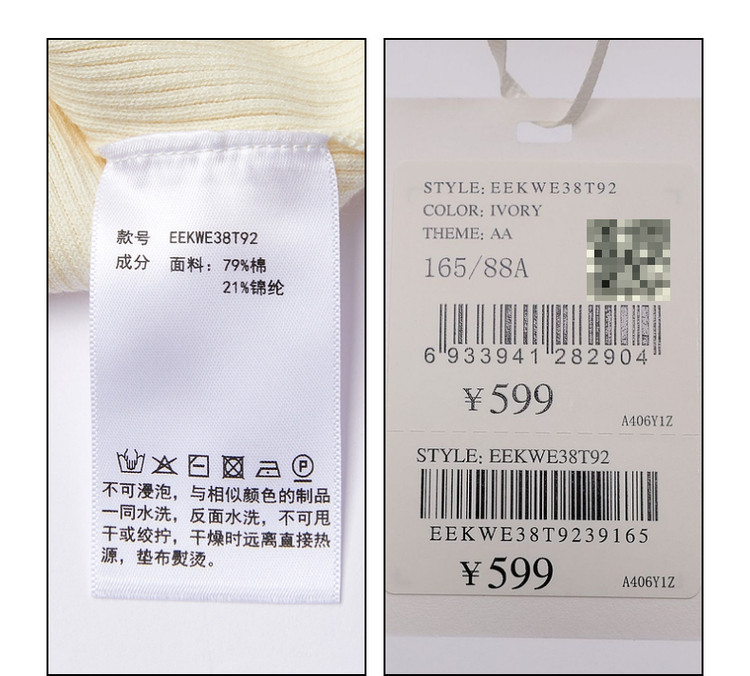 款号 EEKWE38T92
成分 面料：79%棉
21%锦纶
P
不可浸泡，与相似颜色的制品
一同水洗，反面水洗，不可甩
干或绞拧，干燥时远离直接热
源，垫布熨烫。
STYLE: EEKWE38T92
COLOR: IVORY
THEME: AA
165/88A
6 933941 282904
¥599
A406Y1Z
STYLE: EEKWE38T92
EEKWE38T9239165
¥599
A406Y1Z